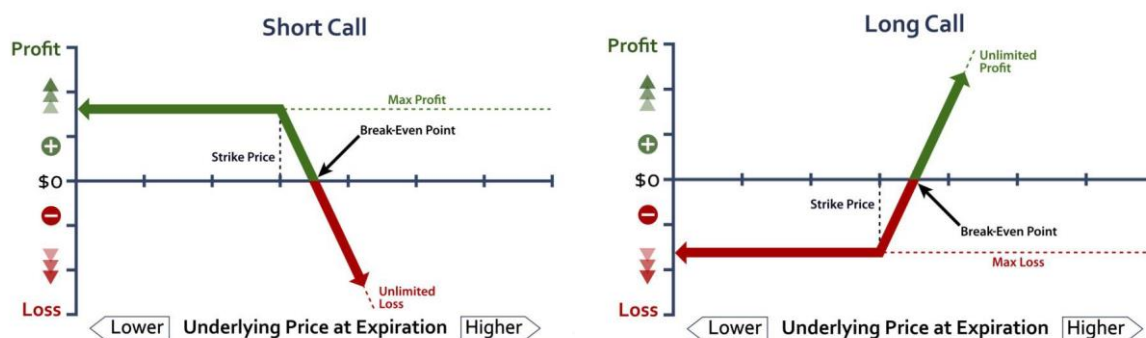 Short Call
Profit
Max Profit
Break-Even Point
Strike Price
$0
Unlimited
Loss
Loss
Lower
Underlying Price at Expiration
Higher
Long Call
Profit
Unlimited
Profit
$0
Strike Price
Break-Even Point
Max Loss
Loss
Lower
Underlying Price at Expiration
Higher